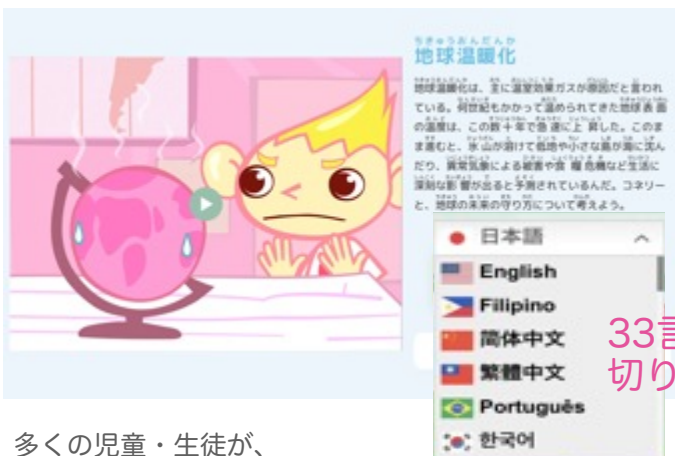 ちきゅうおんだんか
地球温暖化
地球温暖化は、主に温室効果ガスが原因だと言われ
ている。何世紀もかかって温められてきた地球表面
の温度は、この数十年で急速に上昇した。このま
ま進むと、氷山が溶けて低地や小さな島が海に沈ん
だり、異常気象による被害や食糧危機など生活に
深刻な影響が出ると予測されているんだ。コネリー
と、地球の未来の守り方について考えよう。
日本語
English
Filipino
简体中文
繁體中文
Português
한국어
33言
切り
多くの児童・生徒が、